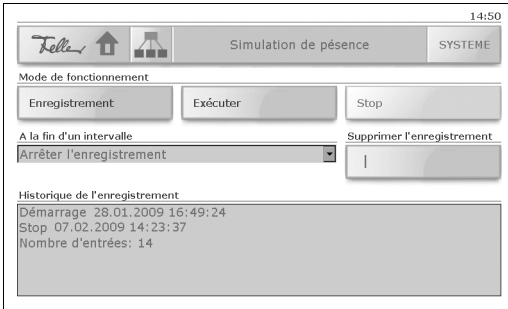 14:50
Feller Simulation de pésence SYSTEME
Mode de fonctionnement
Enregistrement Exécuter Stop
A la fin d'un intervalle Supprimer l'enregistrement
Arrêter l'enregistrement
Historique de l'enregistrement
Démarrage 28.01.2009 16:49:24
Stop 07.02.2009 14:23:37
Nombre d'entrées: 14